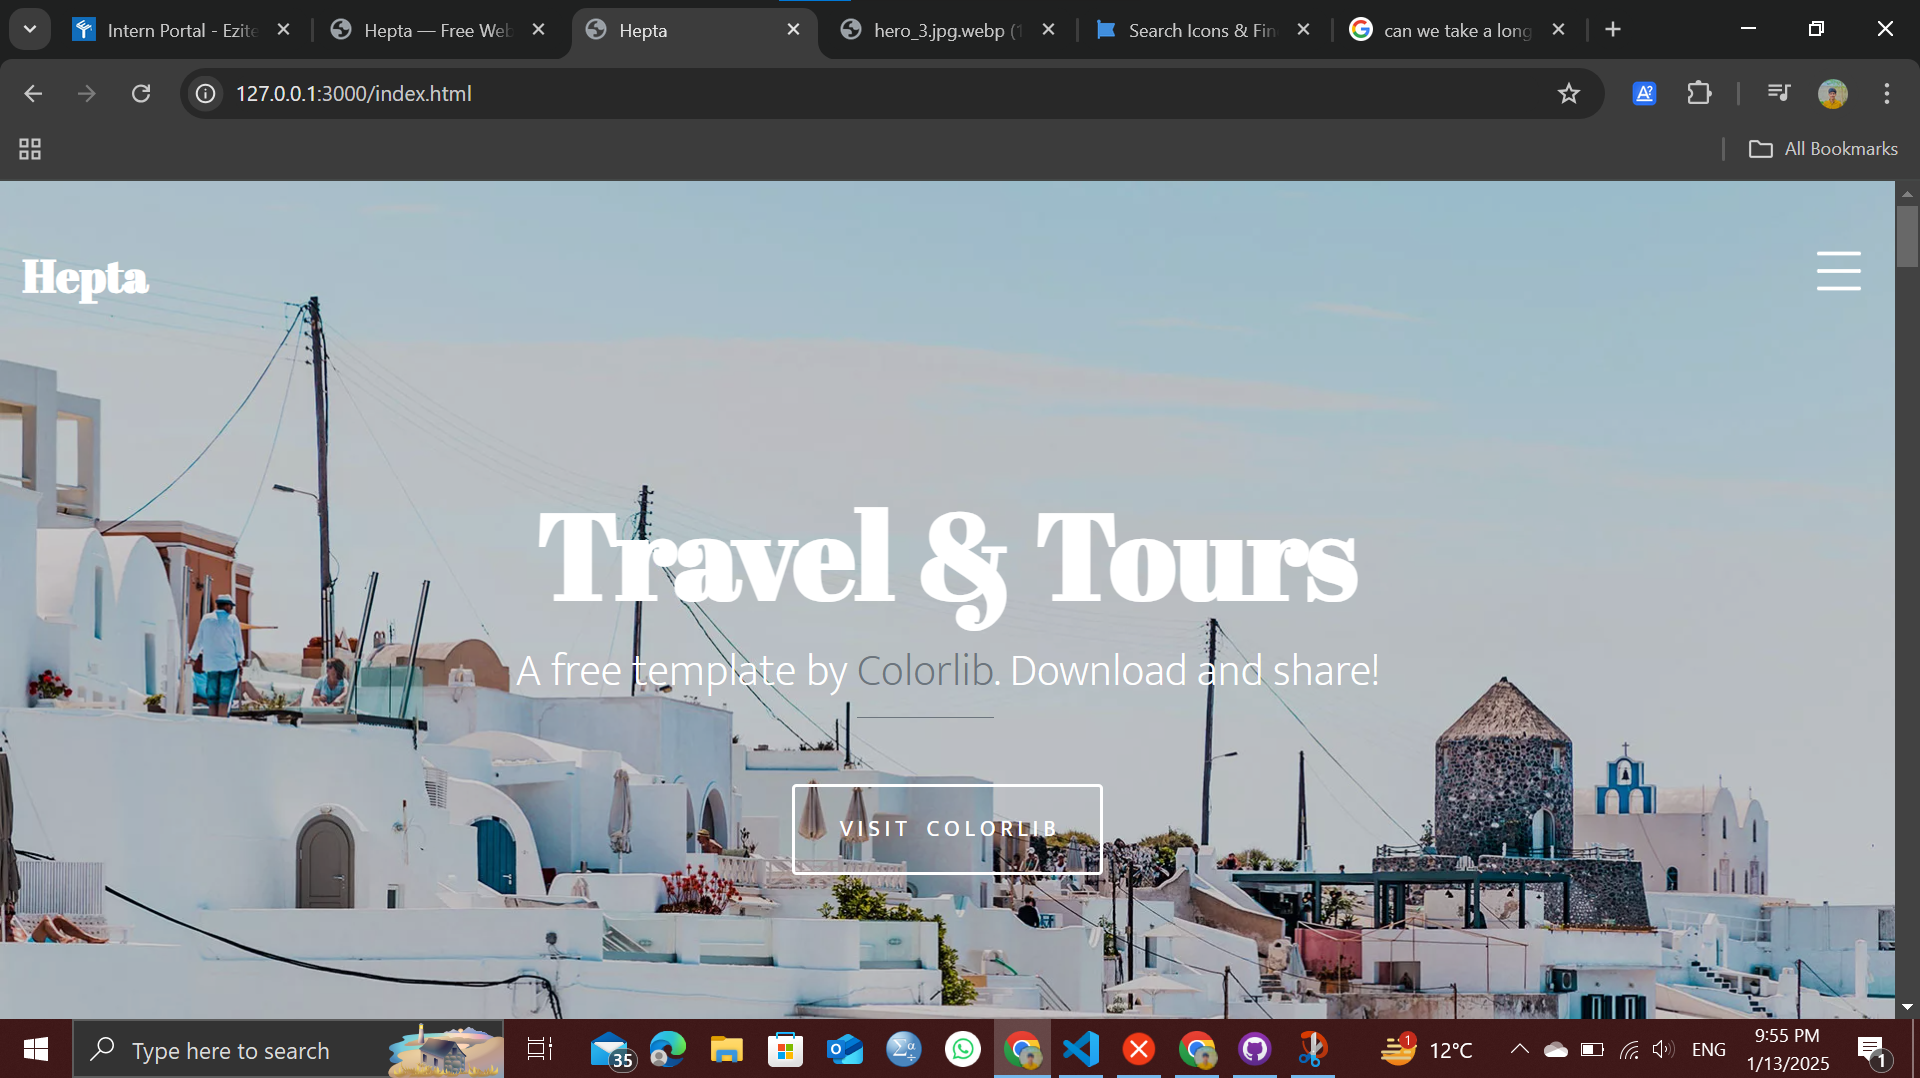 Intern Portal - Ezite
Hepta — Free Web
Hepta
hero_3.jpg.webp (1
Search Icons & Fin
can we take a long
127.0.0.1:3000/index.html
All Bookmarks
Hepta
Travel & Tours
A free template by Colorlib. Download and share!
VISIT COLORLIB
Type here to search
35
1
12°C
ENG
9:55 PM
1/13/2025
1